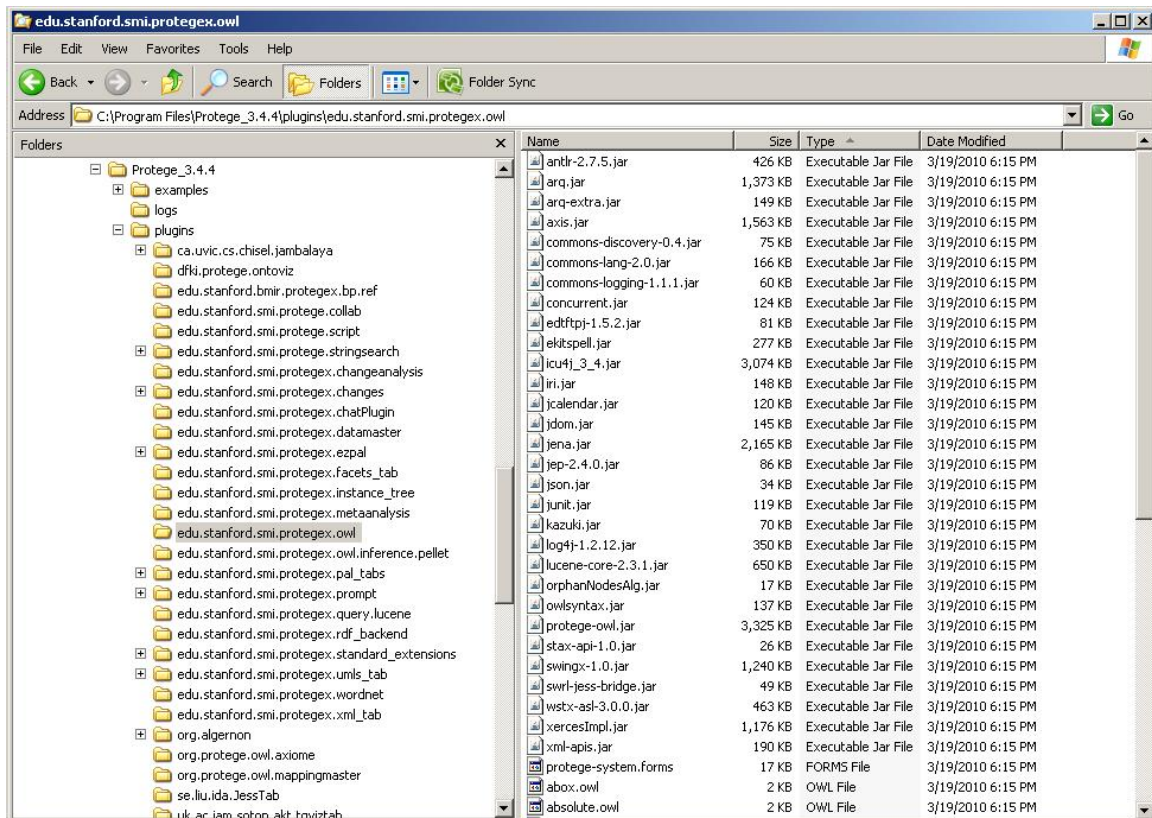 edu.stanford.smi.protegex.owl
File Edit View Favorites Tools Help
Back Search Folders Folder Sync
Address C:\Program Files\Protege_3.4.4\plugins\edu.stanford.smi.protegex.owl Go
Folders
Protege_3.4.4
examples
logs
plugins
ca.uvic.cs.chisel.jambalaya
dfki.protege.ontoviz
edu.stanford.bmir.protegex.bp.ref
edu.stanford.smi.protege.collab
edu.stanford.smi.protege.script
edu.stanford.smi.protege.stringsearch
edu.stanford.smi.protegex.changeanalysis
edu.stanford.smi.protegex.changes
edu.stanford.smi.protegex.chatPlugin
edu.stanford.smi.protegex.datamaster
edu.stanford.smi.protegex.ezpal
edu.stanford.smi.protegex.facets_tab
edu.stanford.smi.protegex.instance_tree
edu.stanford.smi.protegex.metaanalysis
edu.stanford.smi.protegex.owl
edu.stanford.smi.protegex.owl.inference.pellet
edu.stanford.smi.protegex.pal_tabs
edu.stanford.smi.protegex.prompt
edu.stanford.smi.protegex.query.lucene
edu.stanford.smi.protegex.rdf_backend
edu.stanford.smi.protegex.standard_extensions
edu.stanford.smi.protegex.umls_tab
edu.stanford.smi.protegex.wordnet
edu.stanford.smi.protegex.xml_tab
org.algernon
org.protege.owl.axiome
org.protege.owl.mappingmaster
se.liu.ida.JessTab
Name Size Type Date Modified
antlr-2.7.5.jar 426 KB Executable Jar File 3/19/2010 6:15 PM
arq.jar 1,373 KB Executable Jar File 3/19/2010 6:15 PM
arq-extra.jar 149 KB Executable Jar File 3/19/2010 6:15 PM
axis.jar 1,563 KB Executable Jar File 3/19/2010 6:15 PM
commons-discovery-0.4.jar 75 KB Executable Jar File 3/19/2010 6:15 PM
commons-lang-2.0.jar 166 KB Executable Jar File 3/19/2010 6:15 PM
commons-logging-1.1.1.jar 60 KB Executable Jar File 3/19/2010 6:15 PM
concurrent.jar 124 KB Executable Jar File 3/19/2010 6:15 PM
edtftpj-1.5.2.jar 81 KB Executable Jar File 3/19/2010 6:15 PM
ekitspell.jar 277 KB Executable Jar File 3/19/2010 6:15 PM
icu4j_3_4.jar 3,074 KB Executable Jar File 3/19/2010 6:15 PM
iri.jar 148 KB Executable Jar File 3/19/2010 6:15 PM
jcalendar.jar 120 KB Executable Jar File 3/19/2010 6:15 PM
jdom.jar 145 KB Executable Jar File 3/19/2010 6:15 PM
jena.jar 2,165 KB Executable Jar File 3/19/2010 6:15 PM
jep-2.4.0.jar 86 KB Executable Jar File 3/19/2010 6:15 PM
json.jar 34 KB Executable Jar File 3/19/2010 6:15 PM
junit.jar 119 KB Executable Jar File 3/19/2010 6:15 PM
kazuki.jar 70 KB Executable Jar File 3/19/2010 6:15 PM
log4j-1.2.12.jar 350 KB Executable Jar File 3/19/2010 6:15 PM
lucene-core-2.3.1.jar 650 KB Executable Jar File 3/19/2010 6:15 PM
orphanNodesAlg.jar 17 KB Executable Jar File 3/19/2010 6:15 PM
owlsyntax.jar 137 KB Executable Jar File 3/19/2010 6:15 PM
protege-owl.jar 3,325 KB Executable Jar File 3/19/2010 6:15 PM
stax-api-1.0.jar 26 KB Executable Jar File 3/19/2010 6:15 PM
swingx-1.0.jar 1,240 KB Executable Jar File 3/19/2010 6:15 PM
swrl-jess-bridge.jar 49 KB Executable Jar File 3/19/2010 6:15 PM
wstx-asl-3.0.0.jar 463 KB Executable Jar File 3/19/2010 6:15 PM
xercesImpl.jar 1,176 KB Executable Jar File 3/19/2010 6:15 PM
xml-apis.jar 190 KB Executable Jar File 3/19/2010 6:15 PM
protege-system.forms 17 KB FORMS File 3/19/2010 6:15 PM
abox.owl 2 KB OWL File 3/19/2010 6:15 PM
absolute.owl 2 KB OWL File 3/19/2010 6:15 PM